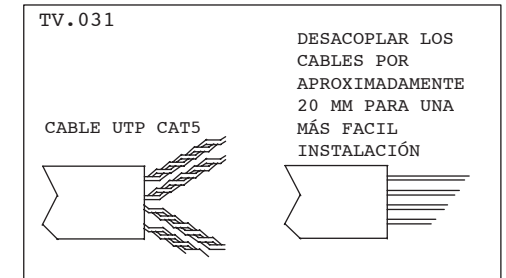 TV.031
CABLE UTP CAT5
DESACOPLAR LOS
CABLES POR
APROXIMADAMENTE
20 MM PARA UNA
MÁS FACIL
INSTALACIÓN